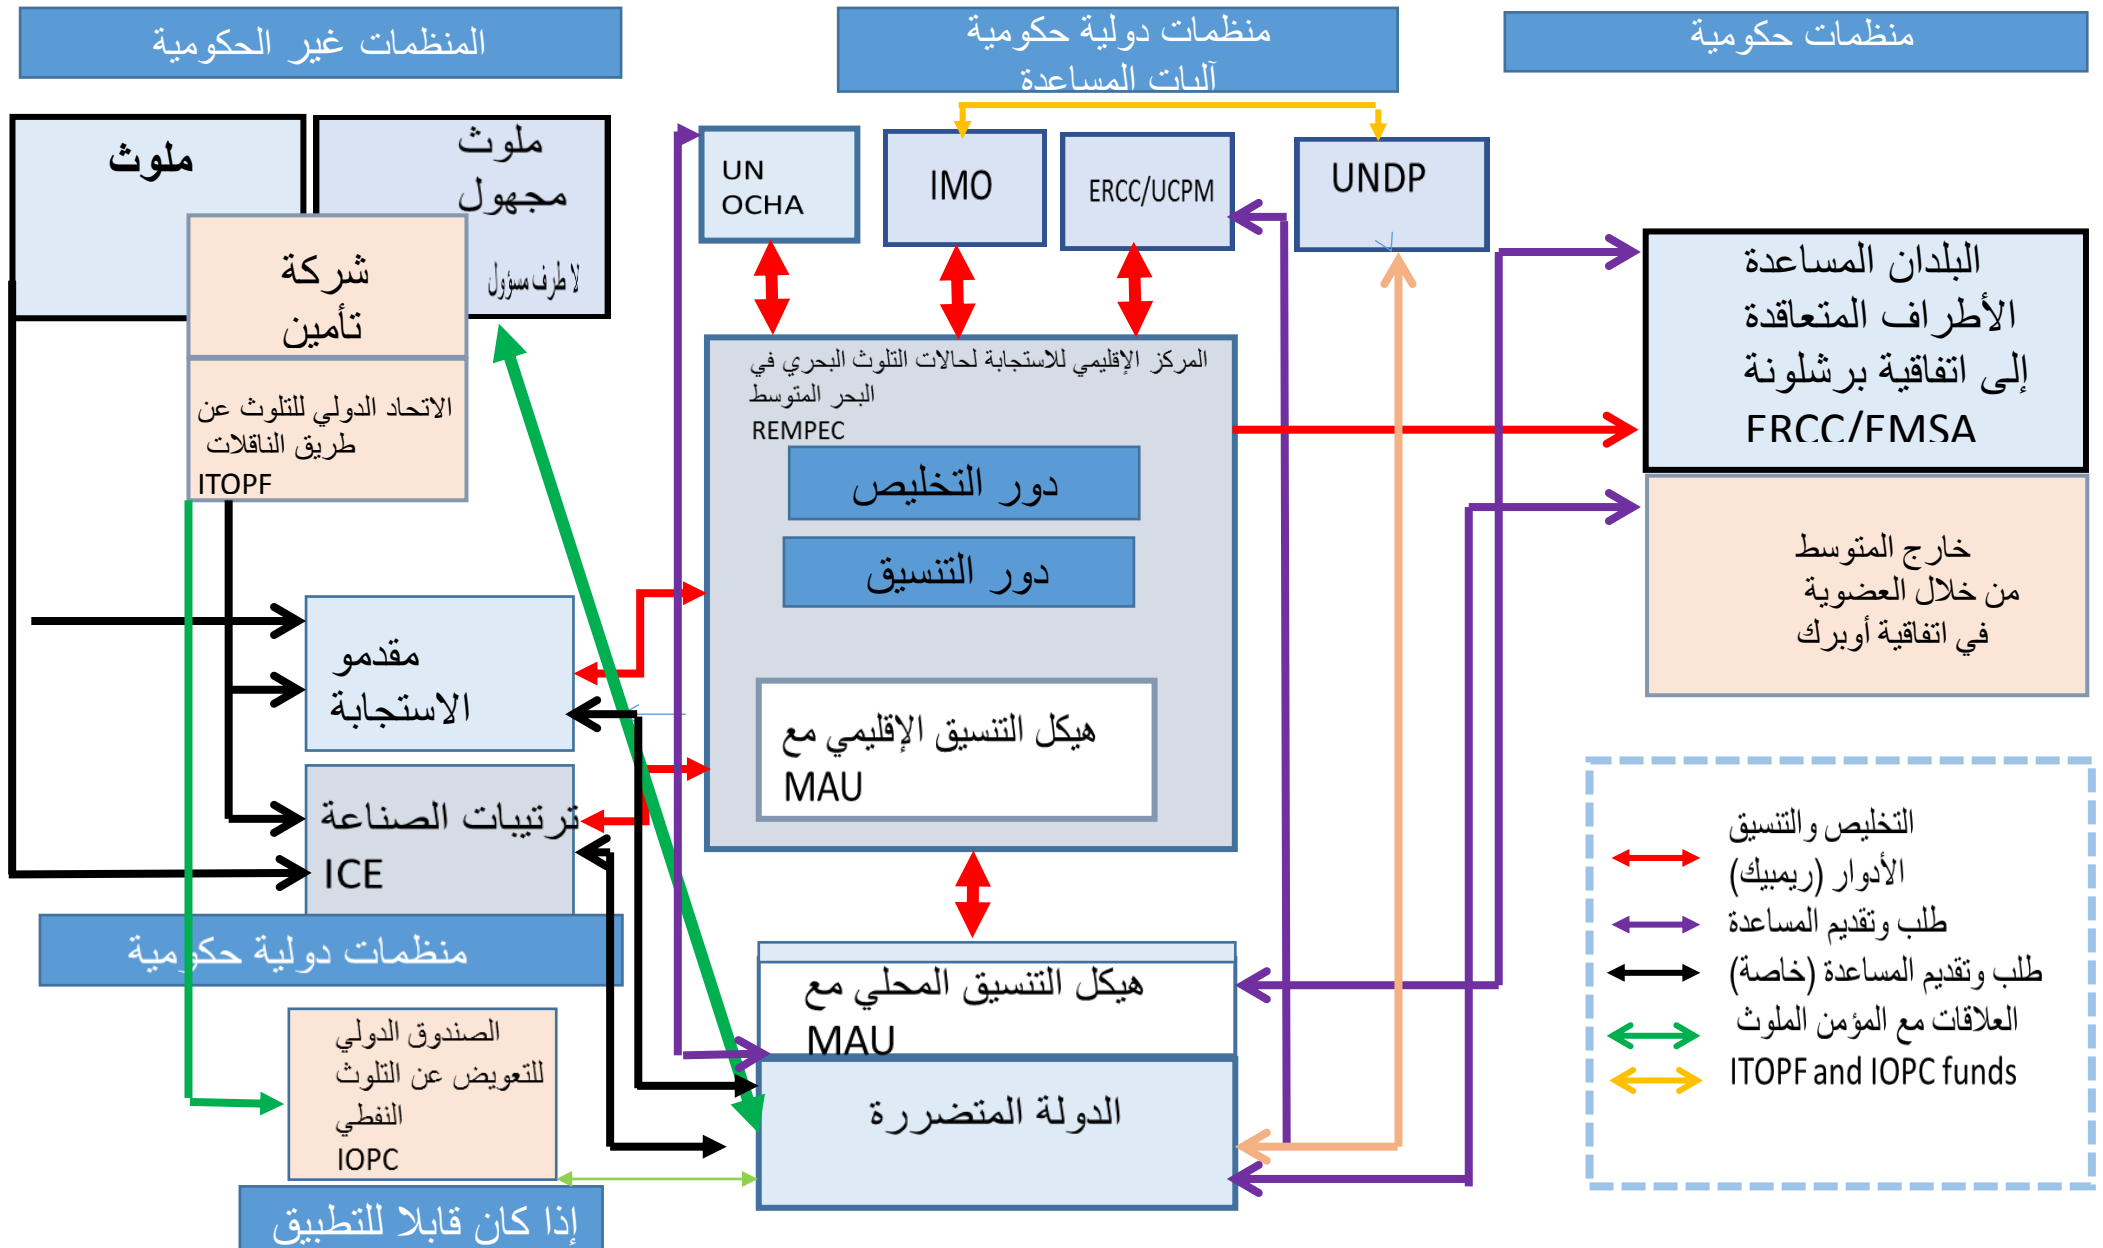 منظمات حكومية
منظمات دولية حكومية
آليات المساعدة
المنظمات غير الحكومية
ملوث
ملوث
مجهول
لا طرف مسؤول
شركة
تأمين
الاتحاد الدولي للتلوث عن
طريق الناقلات
ITOPF
UN
OCHA
IMO
ERCC/UCPM
UNDP
البلدان المساعدة
الأطراف المتعاقدة
إلى اتفاقية برشلونة
ERCC/EMSA
خارج المتوسط
من خلال العضوية
في اتفاقية أوبرك
المركز الإقليمي للاستجابة لحالات التلوث البحري في
البحر المتوسط
REMPEC
دور التخليص
دور التنسيق
هيكل التنسيق الإقليمي مع
MAU
مقدمو
الاستجابة
ترتيبات الصناعة
ICE
منظمات دولية حكومية
الصندوق الدولي
للتعويض عن التلوث
النفطي
IOPC
إذا كان قابلا للتطبيق
هيكل التنسيق المحلي مع
MAU
الدولة المتضررة
التخليص والتنسيق
الأدوار (ريمبيك)
طلب وتقديم المساعدة
طلب وتقديم المساعدة (خاصة)
العلاقات مع المؤمن الملوث
ITOPF and IOPC funds